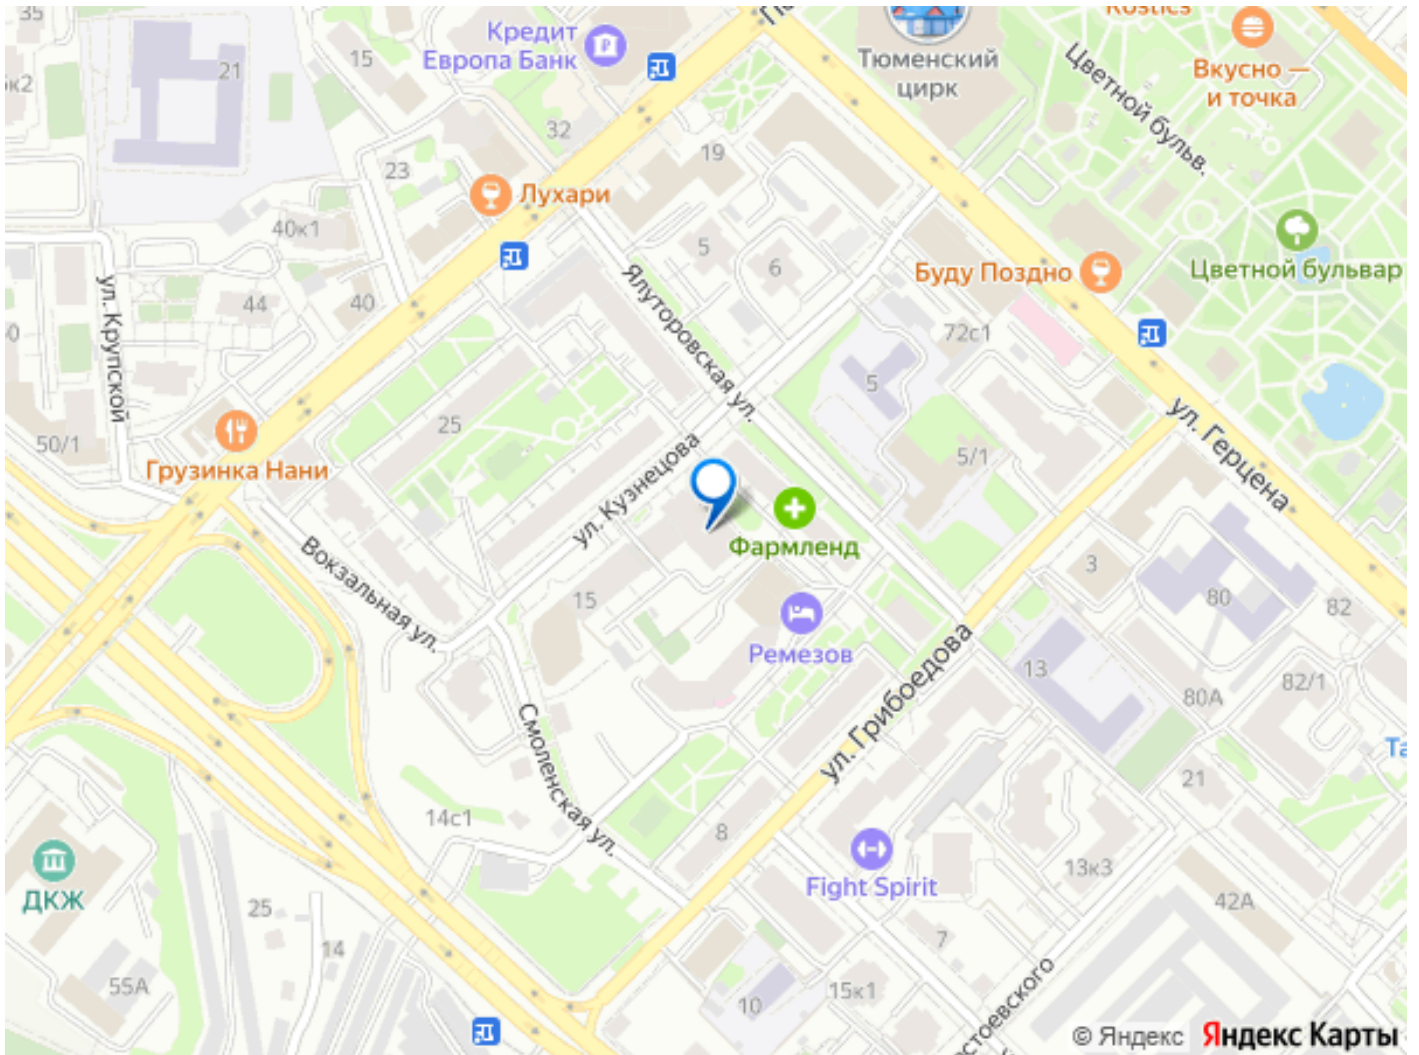 35
Кредит
Европа Банк
15
21
к2
Тюменский
цирк
Rostics
Вкусно —
и точка
Цветной бульв.
32
23
19
Лухари
40к1
5
6
Ялуторовская ул.
Буду Поздно
Цветной бульвар
44
40
ул. Крупской
72с1
5
25
50/1
Грузинка Нани
ул. Кузнецова
5/1
ул. Герцена
Фармленд
Вокзальная ул.
15
3
80
82
Ремезов
13
80А
82/1
ул. Грибоедова
Смоленская ул.
21
14с1
8
ДКЖ
Fight Spirit
13к3
42А
25
14
7
55А
10
15к1
© Яндекс
Яндекс Карты